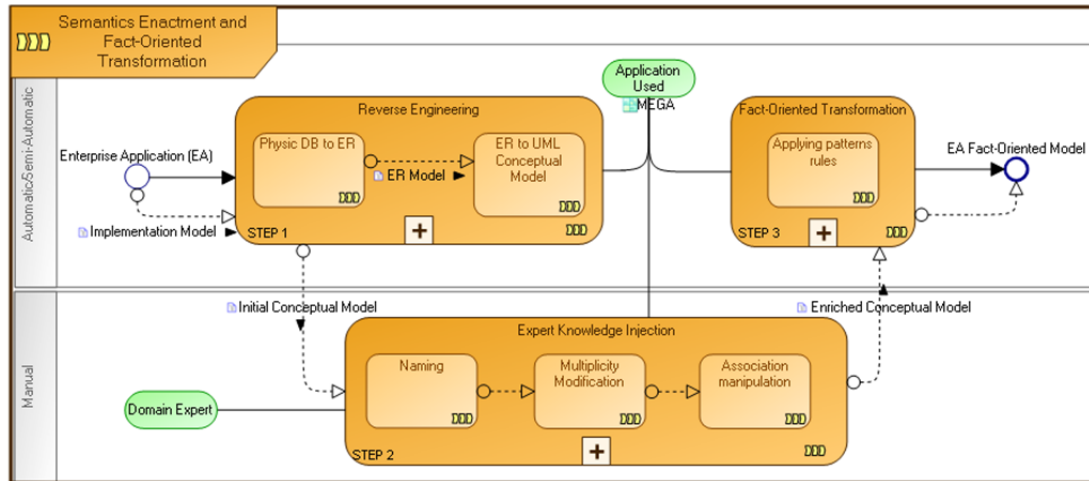 Semantics Enactment and
Fact-Oriented
Transformation
Automatic/Semi-Automatic
Enterprise Application (EA)
Implementation Model
Reverse Engineering
Physic DB to ER
ER Model
ER to UML
Conceptual
Model
STEP 1
Application
Used
MEGA
Fact-Oriented Transformation
Applying patterns
rules
STEP 3
EA Fact-Oriented Model
Initial Conceptual Model
Enriched Conceptual Model
Manual
Domain Expert
Expert Knowledge Injection
Naming
Multiplicity
Modification
Association
manipulation
STEP 2